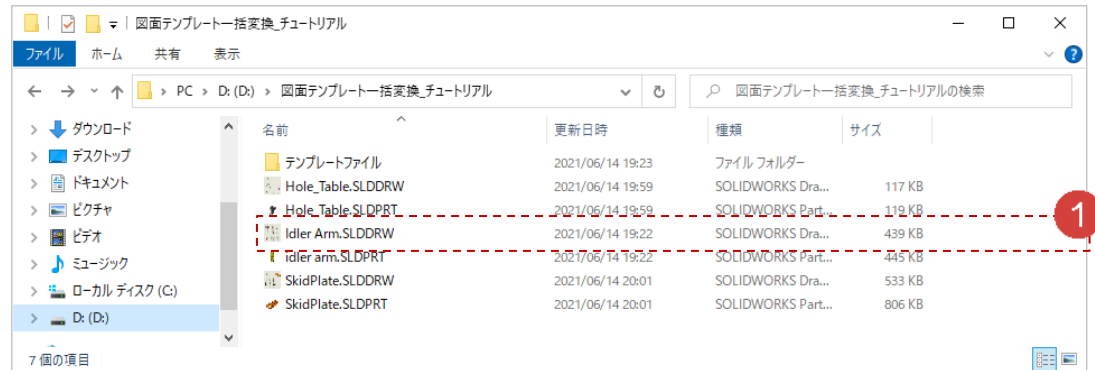 図面テンプレート一括変換_チュートリアル
ファイル ホーム 共有 表示
PC › D: (D:) › 図面テンプレート一括変換_チュートリアル 図面テンプレート一括変換_チュートリアルの検索
ダウンロード
デスクトップ
ドキュメント
ピクチャ
ビデオ
ミュージック
ローカル ディスク (C:)
D: (D:)
名前 更新日時 種類 サイズ
テンプレートファイル 2021/06/14 19:23 ファイル フォルダー
Hole_Table.SLDDRW 2021/06/14 19:59 SOLIDWORKS Dra... 117 KB
Hole_Table.SLDPRT 2021/06/14 19:59 SOLIDWORKS Part... 119 KB
1
Idler Arm.SLDDRW 2021/06/14 19:22 SOLIDWORKS Dra... 439 KB
idler arm.SLDPRT 2021/06/14 19:22 SOLIDWORKS Part... 445 KB
SkidPlate.SLDDRW 2021/06/14 20:01 SOLIDWORKS Dra... 533 KB
SkidPlate.SLDPRT 2021/06/14 20:01 SOLIDWORKS Part... 806 KB
7 個の項目